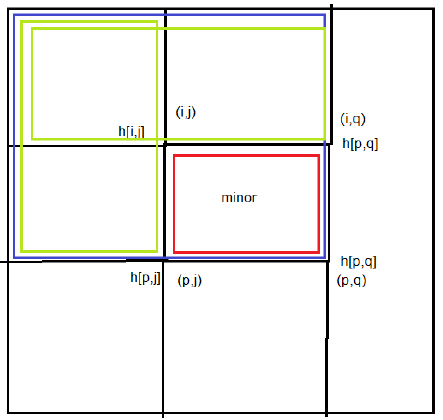 (i,j)
(i,q)
h[i,j]
h[p,q]
minor
h[p,q]
h[p,j]
(p,j)
(p,q)